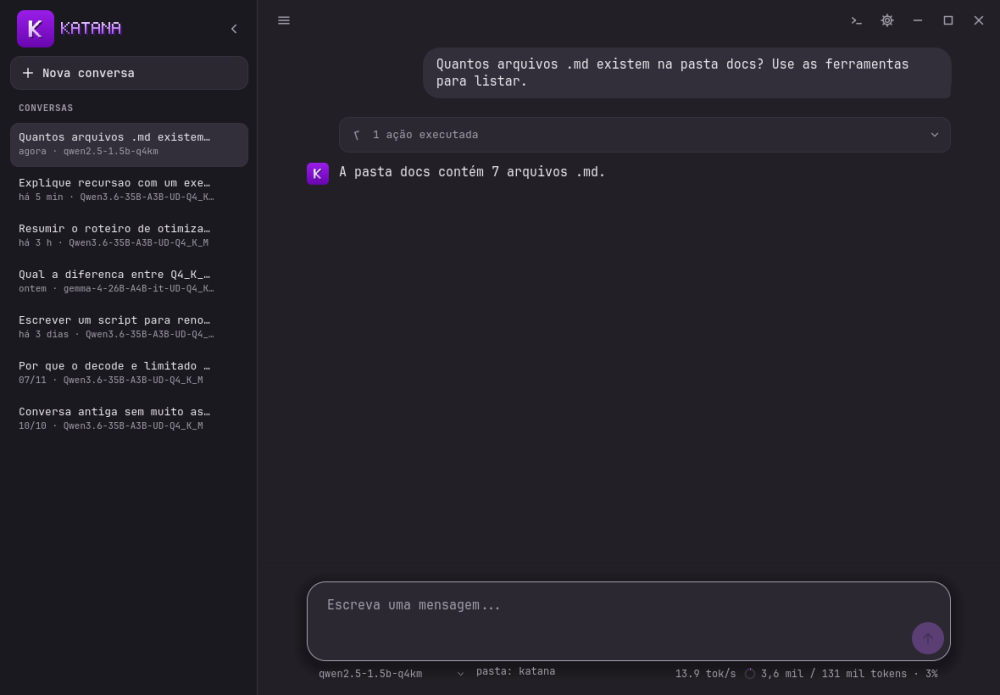 K KATANA
+ Nova conversa
CONVERSAS
Quantos arquivos .md existem…
agora · qwen2.5-1.5b-q4km
Explique recursao com um exe…
há 5 min · Qwen3.6-35B-A3B-UD-Q4_K…
Resumir o roteiro de otimiza…
há 3 h · Qwen3.6-35B-A3B-UD-Q4_K_M
Qual a diferenca entre Q4_K_…
ontem · gemma-4-26B-A4B-it-UD-Q4_K…
Escrever um script para reno…
há 3 dias · Qwen3.6-35B-A3B-UD-Q4_…
Por que o decode e limitado …
07/11 · Qwen3.6-35B-A3B-UD-Q4_K_M
Conversa antiga sem muito as…
10/10 · Qwen3.6-35B-A3B-UD-Q4_K_M
Quantos arquivos .md existem na pasta docs? Use as ferramentas
para listar.
1 ação executada
K A pasta docs contém 7 arquivos .md.
Escreva uma mensagem...
qwen2.5-1.5b-q4km pasta: katana 13.9 tok/s 3,6 mil / 131 mil tokens · 3%